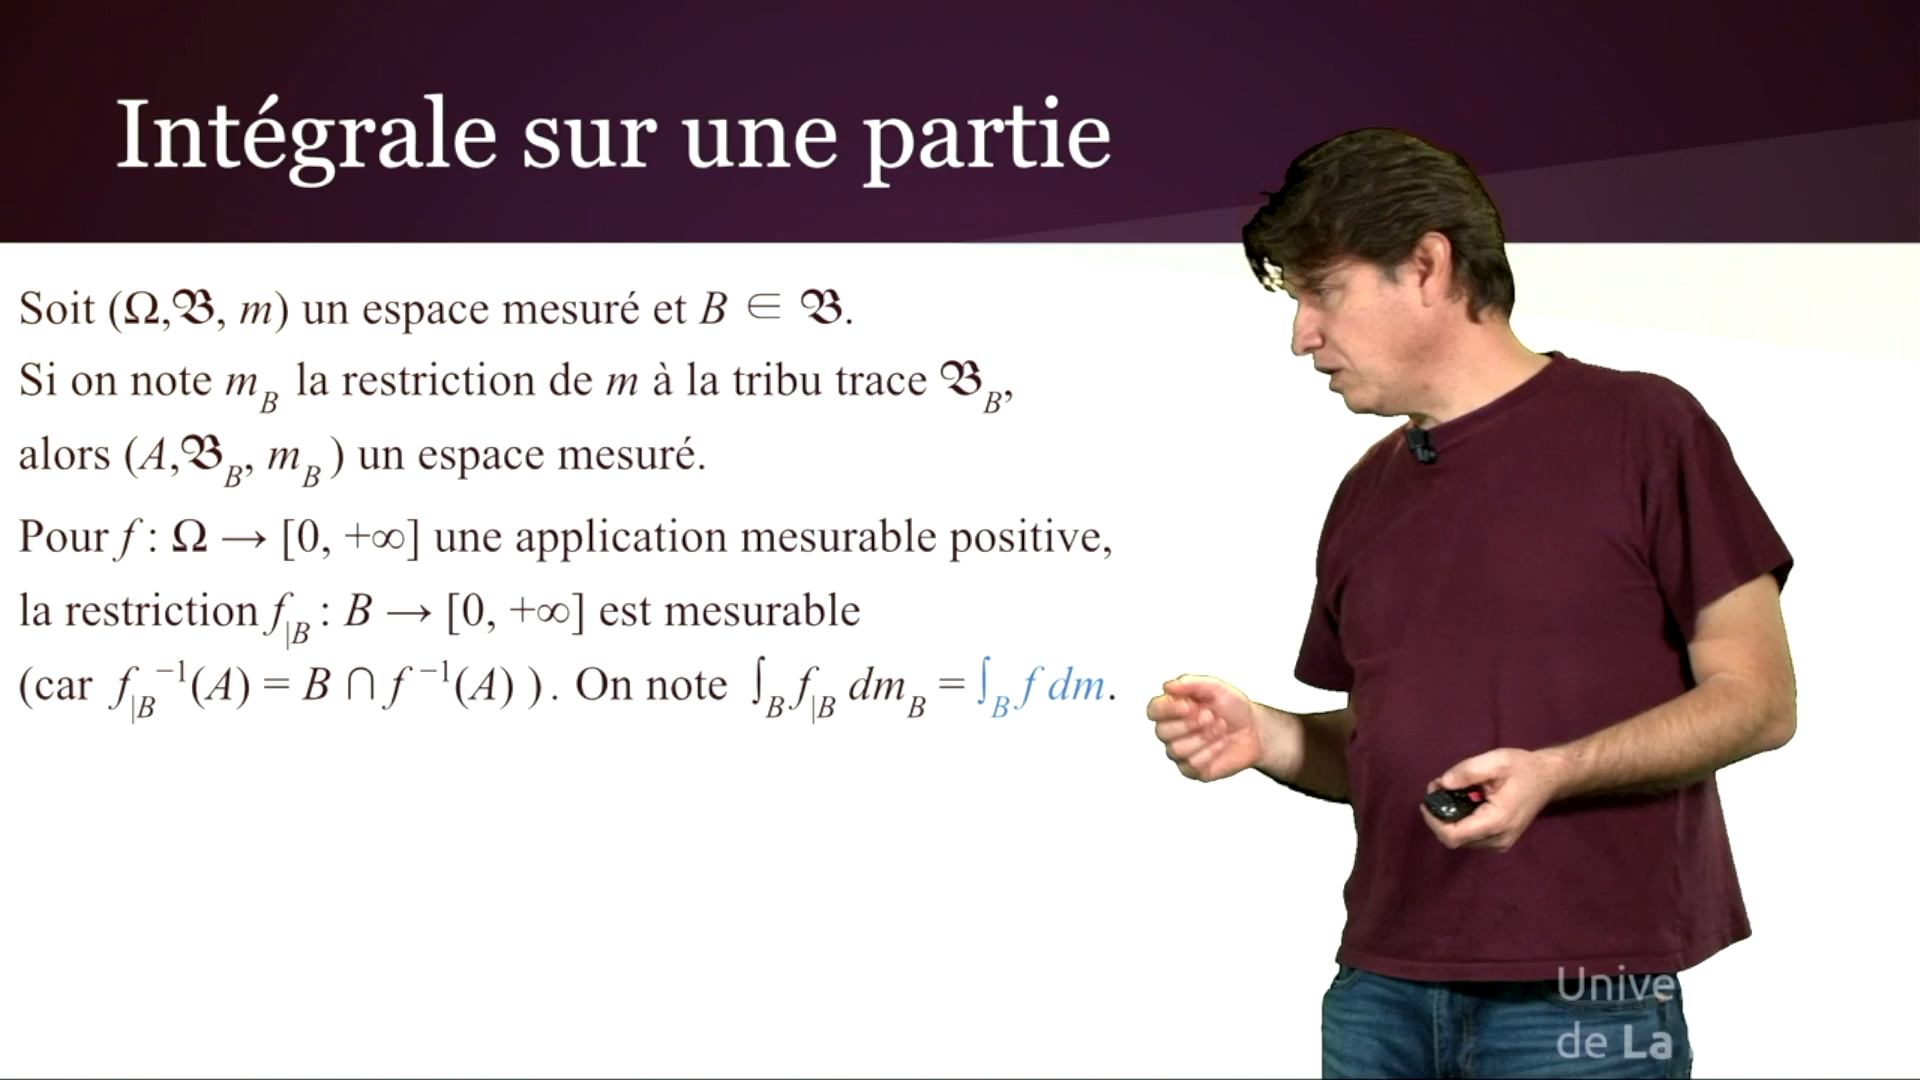 Intégrale sur une partie
Soit (Ω,𝔅, m) un espace mesuré et B ∈ 𝔅.
Si on note m_B la restriction de m à la tribu trace 𝔅_B,
alors (A,𝔅_B, m_B) un espace mesuré.
Pour f : Ω → [0, +∞] une application mesurable positive,
la restriction f_|B : B → [0, +∞] est mesurable
(car f_|B⁻¹(A) = B ∩ f⁻¹(A) ). On note ∫_B f_|B dm_B = ∫_B f dm.
Unive
de La